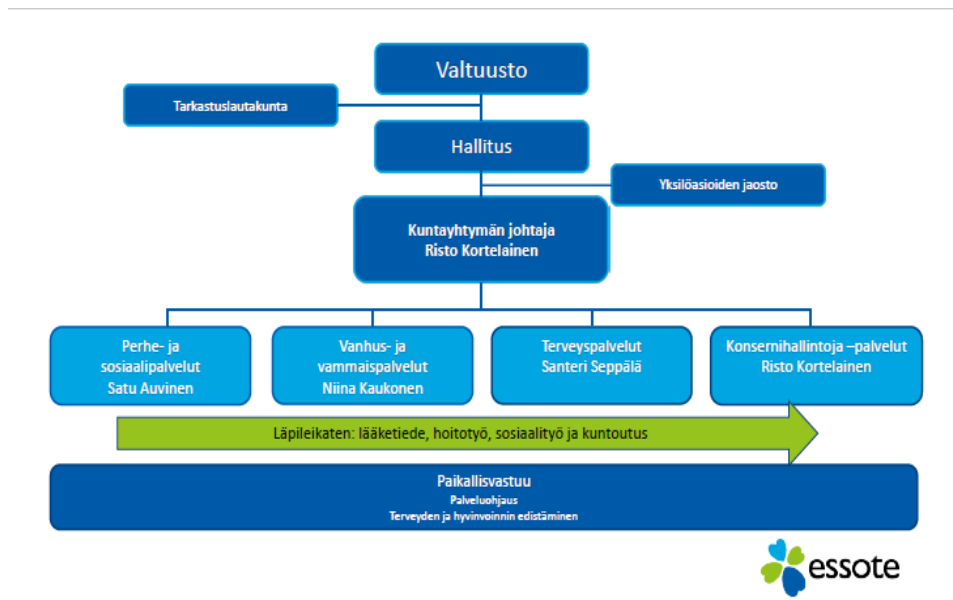 Valtuusto
Tarkastuslautakunta
Hallitus
Yksilöasioiden jaosto
Kuntayhtymän johtaja
Risto Kortelainen
Perhe- ja
sosiaalipalvelut
Satu Auvinen
Vanhus- ja
vammaispalvelut
Niina Kaukonen
Terveyspalvelut
Santeri Seppälä
Konsernihallintoja –palvelut
Risto Kortelainen
Läpileikaten: lääketiede, hoitotyö, sosiaalityö ja kuntoutus
Paikallisvastuu
Palveluohjaus
Terveyden ja hyvinvoinnin edistäminen
essote